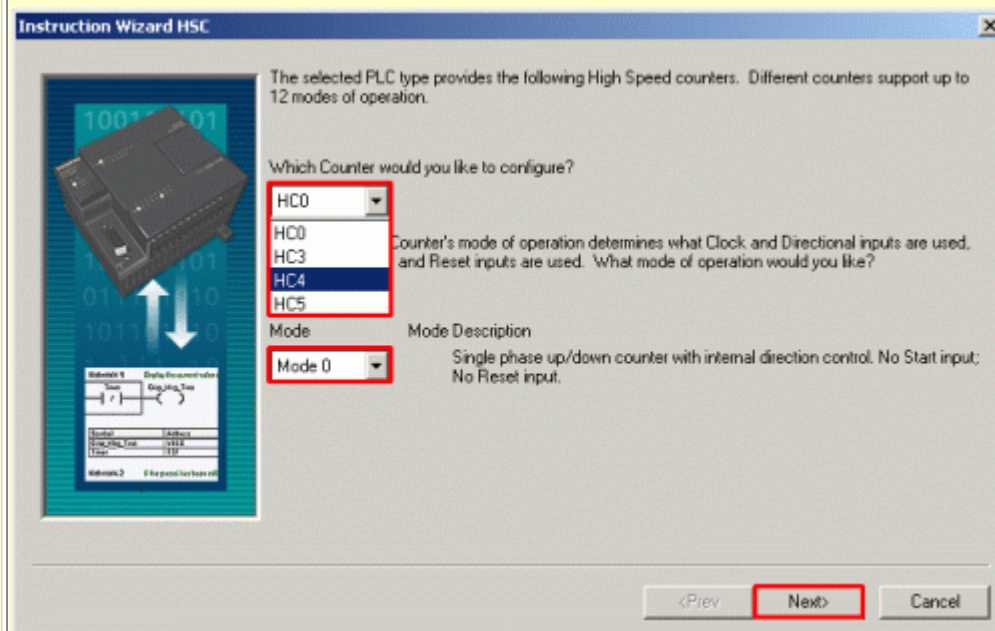 Instruction Wizard HSC
The selected PLC type provides the following High Speed counters. Different counters support up to
12 modes of operation.
Which Counter would you like to configure?
HC0
HC0
HC3
HC4
HC5
Counter's mode of operation determines what Clock and Directional inputs are used,
and Reset inputs are used. What mode of operation would you like?
Mode
Mode Description
Mode 0
Single phase up/down counter with internal direction control. No Start input;
No Reset input.
Symbol Address
Network 2
<Prev
Next>
Cancel